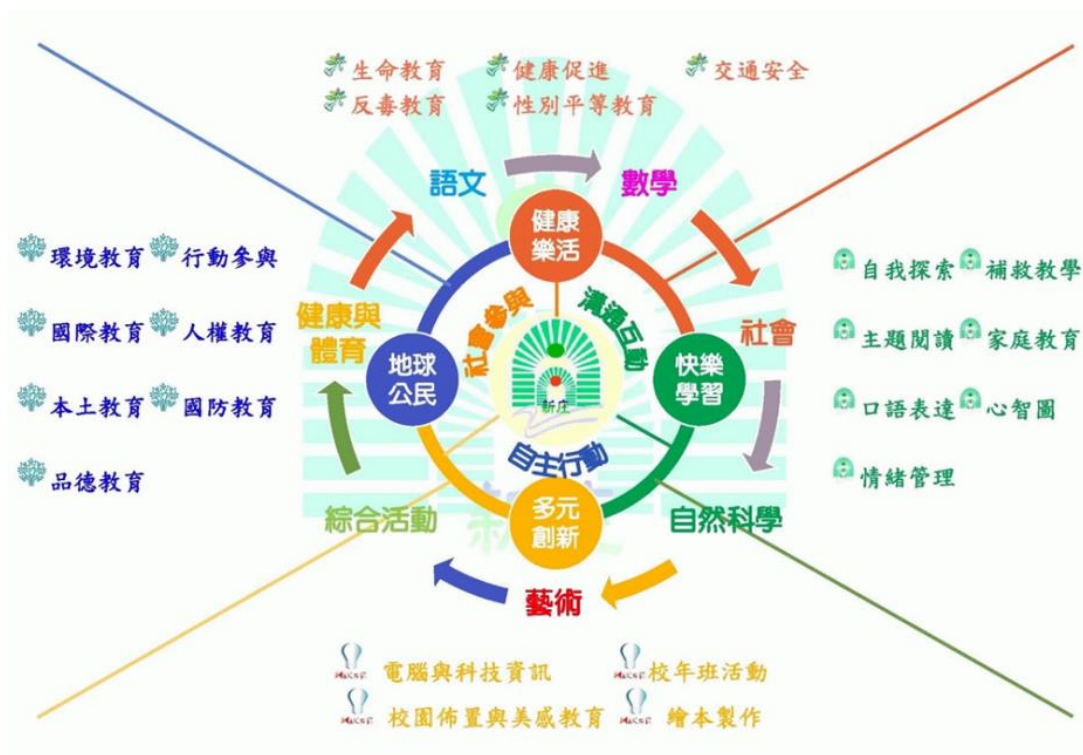 生命教育 健康促進 交通安全
反毒教育 性別平等教育
語文 數學
健康
樂活
環境教育 行動參與
國際教育 人權教育
本土教育 國防教育
品德教育
健康與
體育
社會參與
溝通互動
自主行動
地球
公民
新庄
快樂
學習
社會
自我探索 補救教學
主題閱讀 家庭教育
口語表達 心智圖
情緒管理
綜合活動
多元
創新
自然科學
藝術
電腦與科技資訊 校年班活動
校園佈置與美感教育 繪本製作